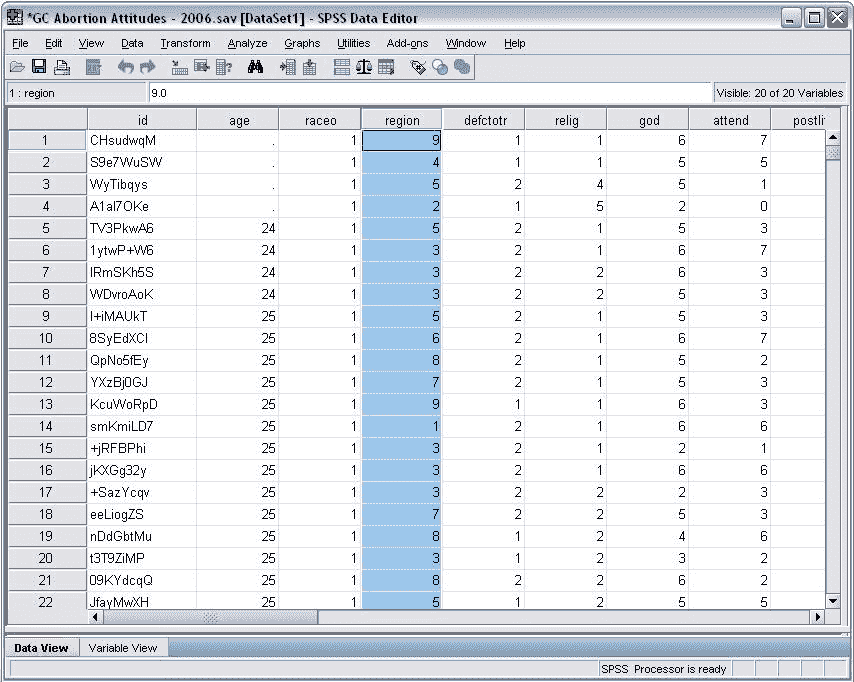 *GC Abortion Attitudes - 2006.sav [DataSet1] - SPSS Data Editor
File Edit View Data Transform Analyze Graphs Utilities Add-ons Window Help
1 : region 9.0 Visible: 20 of 20 Variables
id age raceo region defctotr relig god attend postli
1 CHsudwqM . 1 9 1 1 6 7
2 S9e7WuSW . 1 4 1 1 5 5
3 WyTibqys . 1 5 2 4 5 1
4 A1al7OKe . 1 2 1 5 2 0
5 TV3PkwA6 24 1 5 2 1 5 3
6 1ytwP+W6 24 1 3 2 1 6 7
7 IRmSKh5S 24 1 3 2 2 6 3
8 WDvroAoK 24 1 3 2 2 5 3
9 I+iMAUkT 25 1 5 2 1 5 3
10 8SyEdXCl 25 1 6 2 1 6 7
11 QpNo5fEy 25 1 8 2 1 5 2
12 YXzBj0GJ 25 1 7 2 1 5 3
13 KcuWoRpD 25 1 9 1 1 6 3
14 smKmiLD7 25 1 1 2 1 6 6
15 +jRFBPhi 25 1 3 2 1 2 1
16 jKXGg32y 25 1 3 2 1 6 6
17 +SazYcqv 25 1 3 2 2 2 3
18 eeLiogZS 25 1 7 2 2 5 3
19 nDdGbtMu 25 1 8 1 2 4 6
20 t3T9ZiMP 25 1 3 1 2 3 2
21 09KYdcqQ 25 1 8 2 2 6 2
22 JfayMwXH 25 1 5 1 2 5 5
Data View Variable View
SPSS Processor is ready